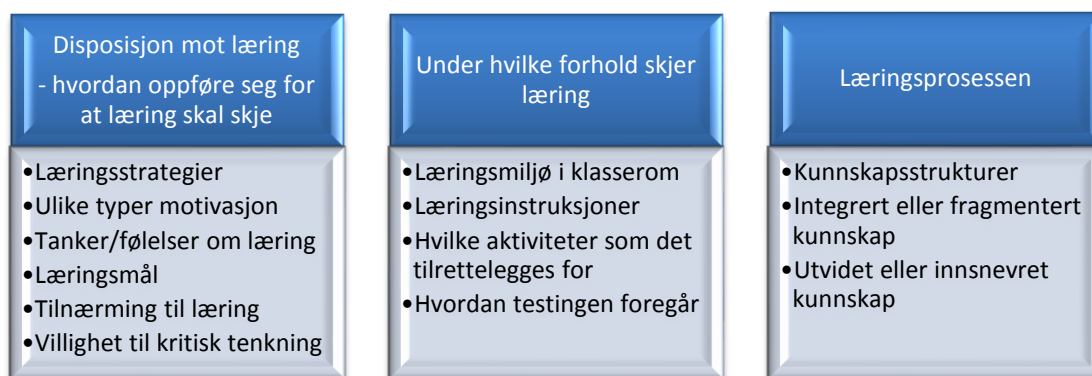 Disposisjon mot læring
- hvordan oppføre seg for
at læring skal skje
•Læringsstrategier
•Ulike typer motivasjon
•Tanker/følelser om læring
•Læringsmål
•Tilnærming til læring
•Villighet til kritisk tenkning
Under hvilke forhold skjer
læring
•Læringsmiljø i klasserom
•Læringsinstruksjoner
•Hvilke aktiviteter som det
tilrettelegges for
•Hvordan testingen foregår
Læringsprosessen
•Kunnskapsstrukturer
•Integrert eller fragmentert
kunnskap
•Utvidet eller innsnevret
kunnskap